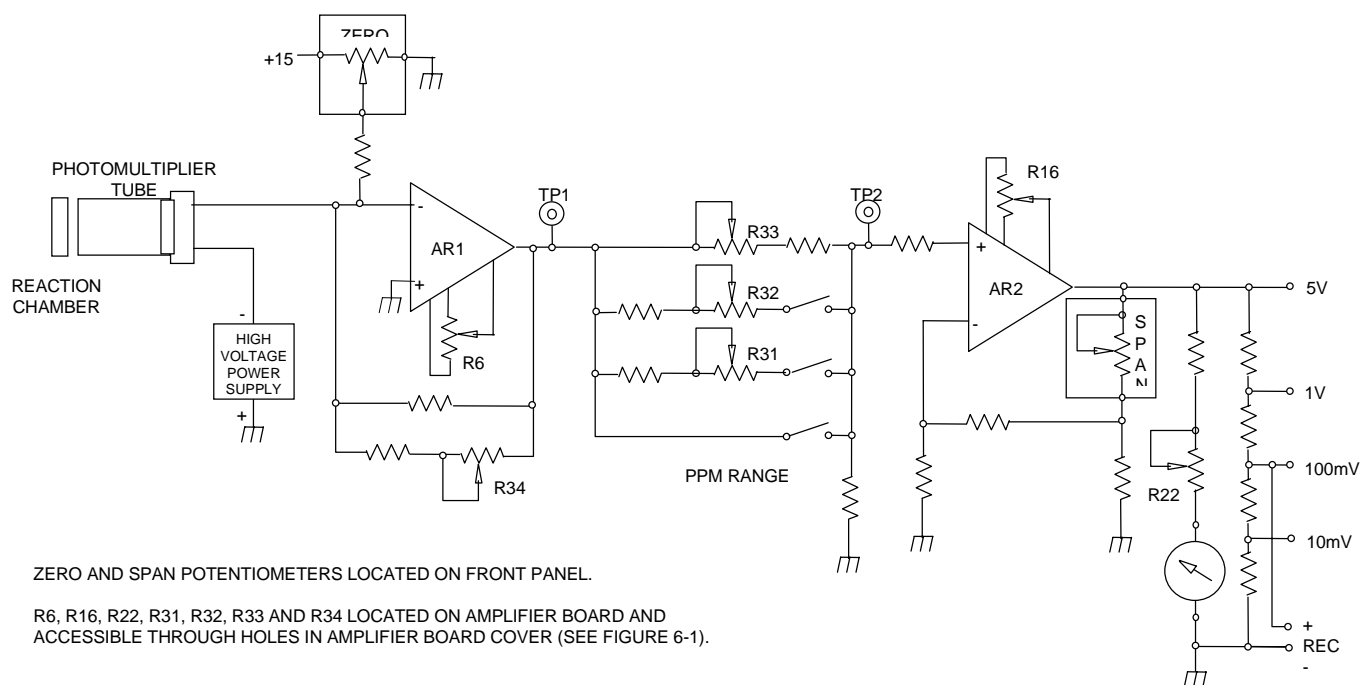 +15
PHOTOMULTIPLIER
TUBE
REACTION
CHAMBER
-
HIGH
VOLTAGE
POWER
SUPPLY
+
-
AR1
+
R6
R34
TP1
R33
R32
R31
PPM RANGE
TP2
R16
+
AR2
-
S
P
A
R22
5V
1V
100mV
10mV
+
REC
-
ZERO AND SPAN POTENTIOMETERS LOCATED ON FRONT PANEL.
R6, R16, R22, R31, R32, R33 AND R34 LOCATED ON AMPLIFIER BOARD AND
ACCESSIBLE THROUGH HOLES IN AMPLIFIER BOARD COVER (SEE FIGURE 6-1).